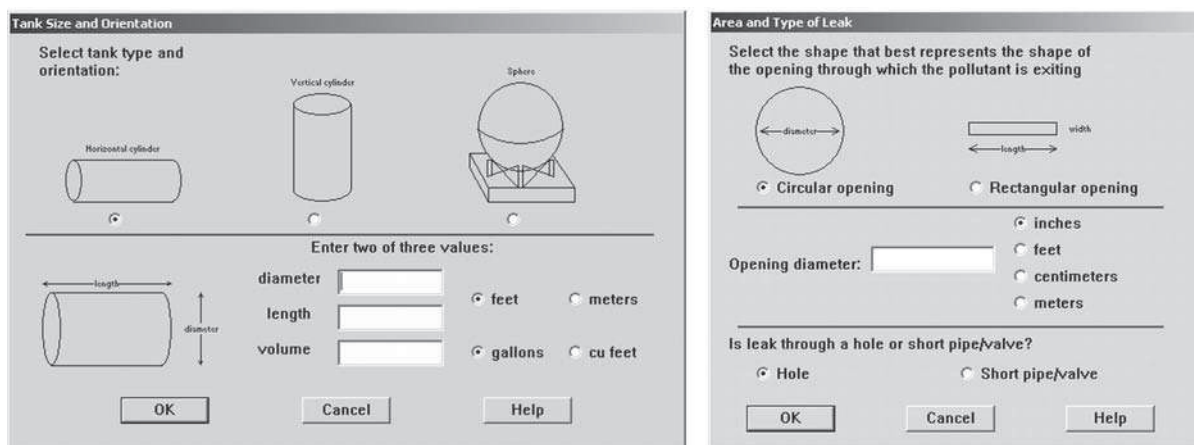 Tank Size and Orientation
Select tank type and
orientation:
Horizontal cylinder
Vertical cylinder
Sphere
Enter two of three values:
length
diameter
diameter
length
volume
feet
meters
gallons
cu feet
OK
Cancel
Help
Area and Type of Leak
Select the shape that best represents the shape of
the opening through which the pollutant is exiting
diameter
width
length
Circular opening
Rectangular opening
Opening diameter:
inches
feet
centimeters
meters
Is leak through a hole or short pipe/valve?
Hole
Short pipe/valve
OK
Cancel
Help